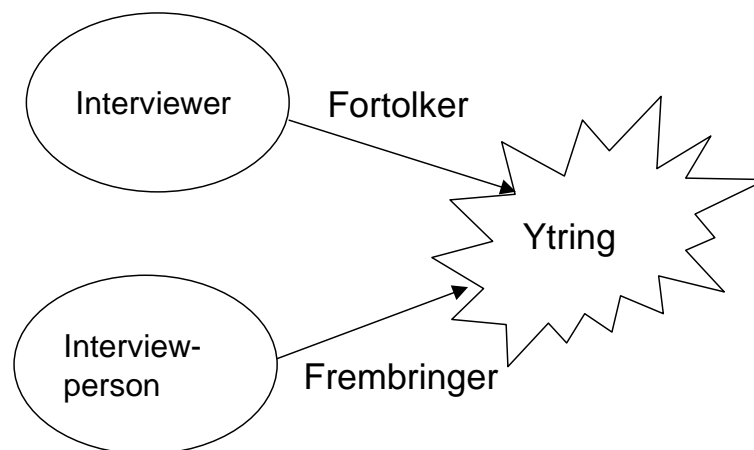 Interviewer
Fortolker
Ytring
Interview-
person
Frembringer